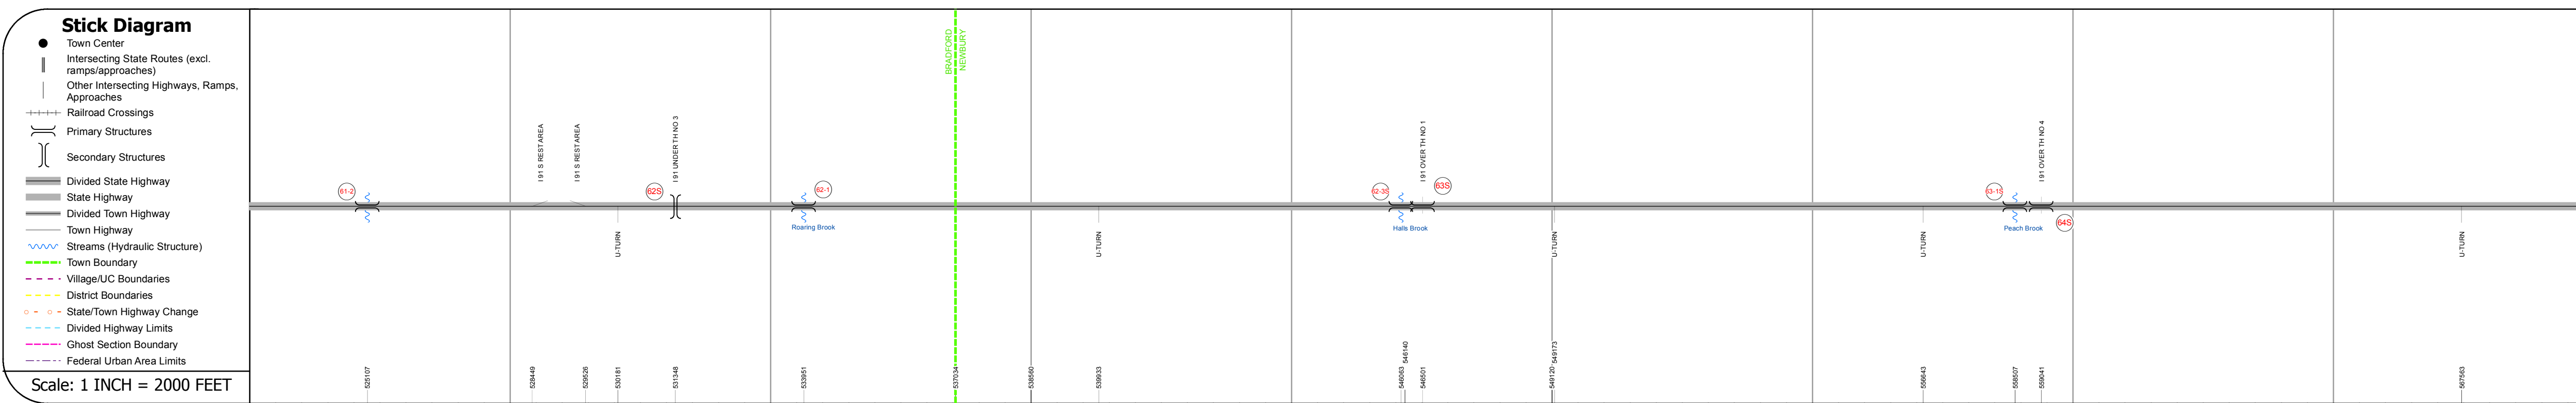 Stick Diagram
Town Center
Intersecting State Routes (excl.
ramps/approaches)
Other Intersecting Highways, Ramps,
Approaches
Railroad Crossings
Primary Structures
Secondary Structures
Divided State Highway
State Highway
Divided Town Highway
Town Highway
Streams (Hydraulic Structure)
Town Boundary
Village/UC Boundaries
District Boundaries
State/Town Highway Change
Divided Highway Limits
Ghost Section Boundary
Federal Urban Area Limits
Scale: 1 INCH = 2000 FEET
BRADFORD
NEWBURY
I 91 S REST AREA
I 91 S REST AREA
I 91 UNDER TH NO 3
I 91 OVER TH NO 1
I 91 OVER TH NO 4
61-2
62S
62-1
62-3S
63S
63-1S
64S
Roaring Brook
Halls Brook
Peach Brook
U-TURN
U-TURN
U-TURN
U-TURN
U-TURN
525107
528449
529526
530181
531348
533951
537034
538560
539933
546063
546140
546501
549120
549173
556643
558507
559041
567563